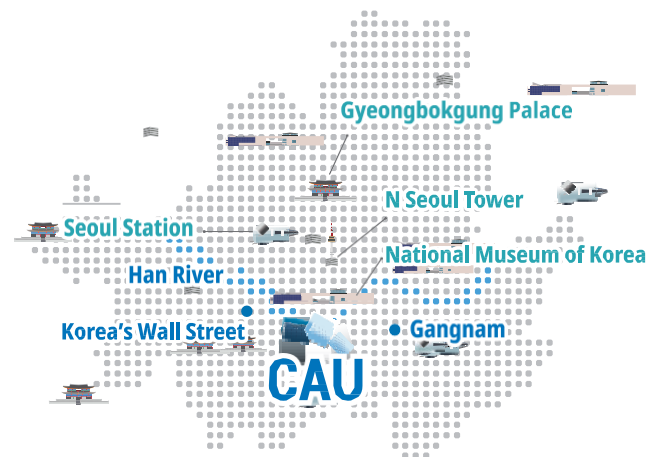 Gyeongbokgung Palace
N Seoul Tower
Seoul Station
National Museum of Korea
Han River
Korea's Wall Street
Gangnam
CAU